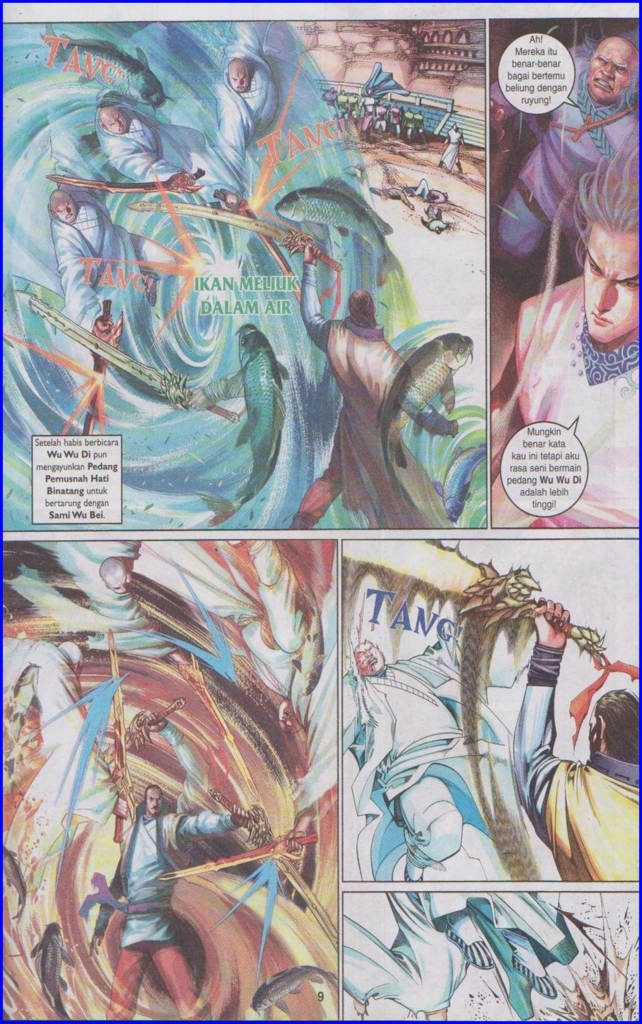 TANG!
TANG!
TANG!
IKAN MELIUK
DALAM AIR
Setelah habis berbicara
Wu Wu Di pun
mengayunkan Pedang
Pemusnah Hati
Binatang untuk
bertarung dengan
Sami Wu Bei.
Ah!
Mereka itu
benar-benar
bagai bertemu
beliung dengan
ruyung!
Mungkin
benar kata
kau ini tetapi aku
rasa seni bermain
pedang Wu Wu Di
adalah lebih
tinggi!
TANG!
9